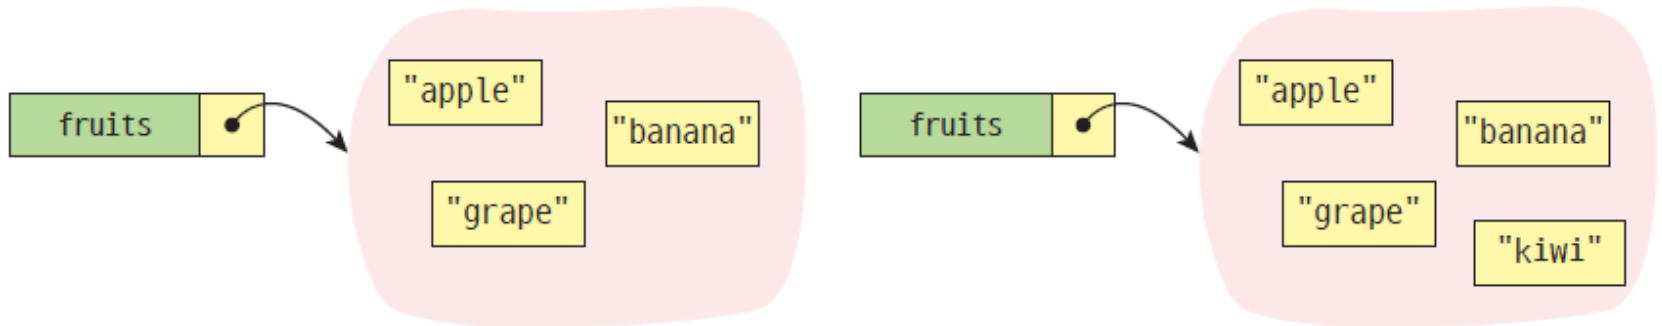 fruits
"apple"
"banana"
"grape"
fruits
"apple"
"banana"
"grape"
"kiwi"